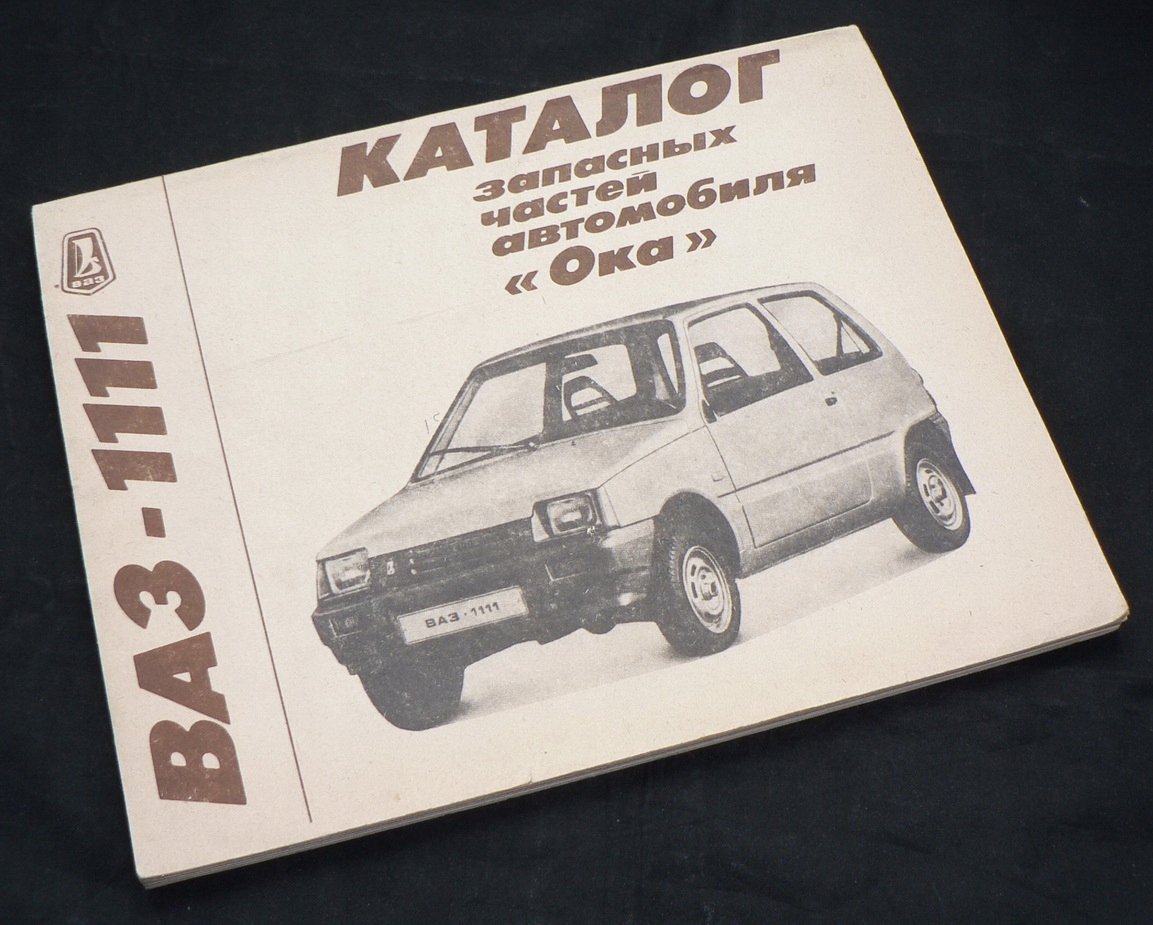 КАТАЛОГ
запасных
частей
автомобиля
«Ока»
ВАЗ
ВАЗ-1111
ВАЗ·1111